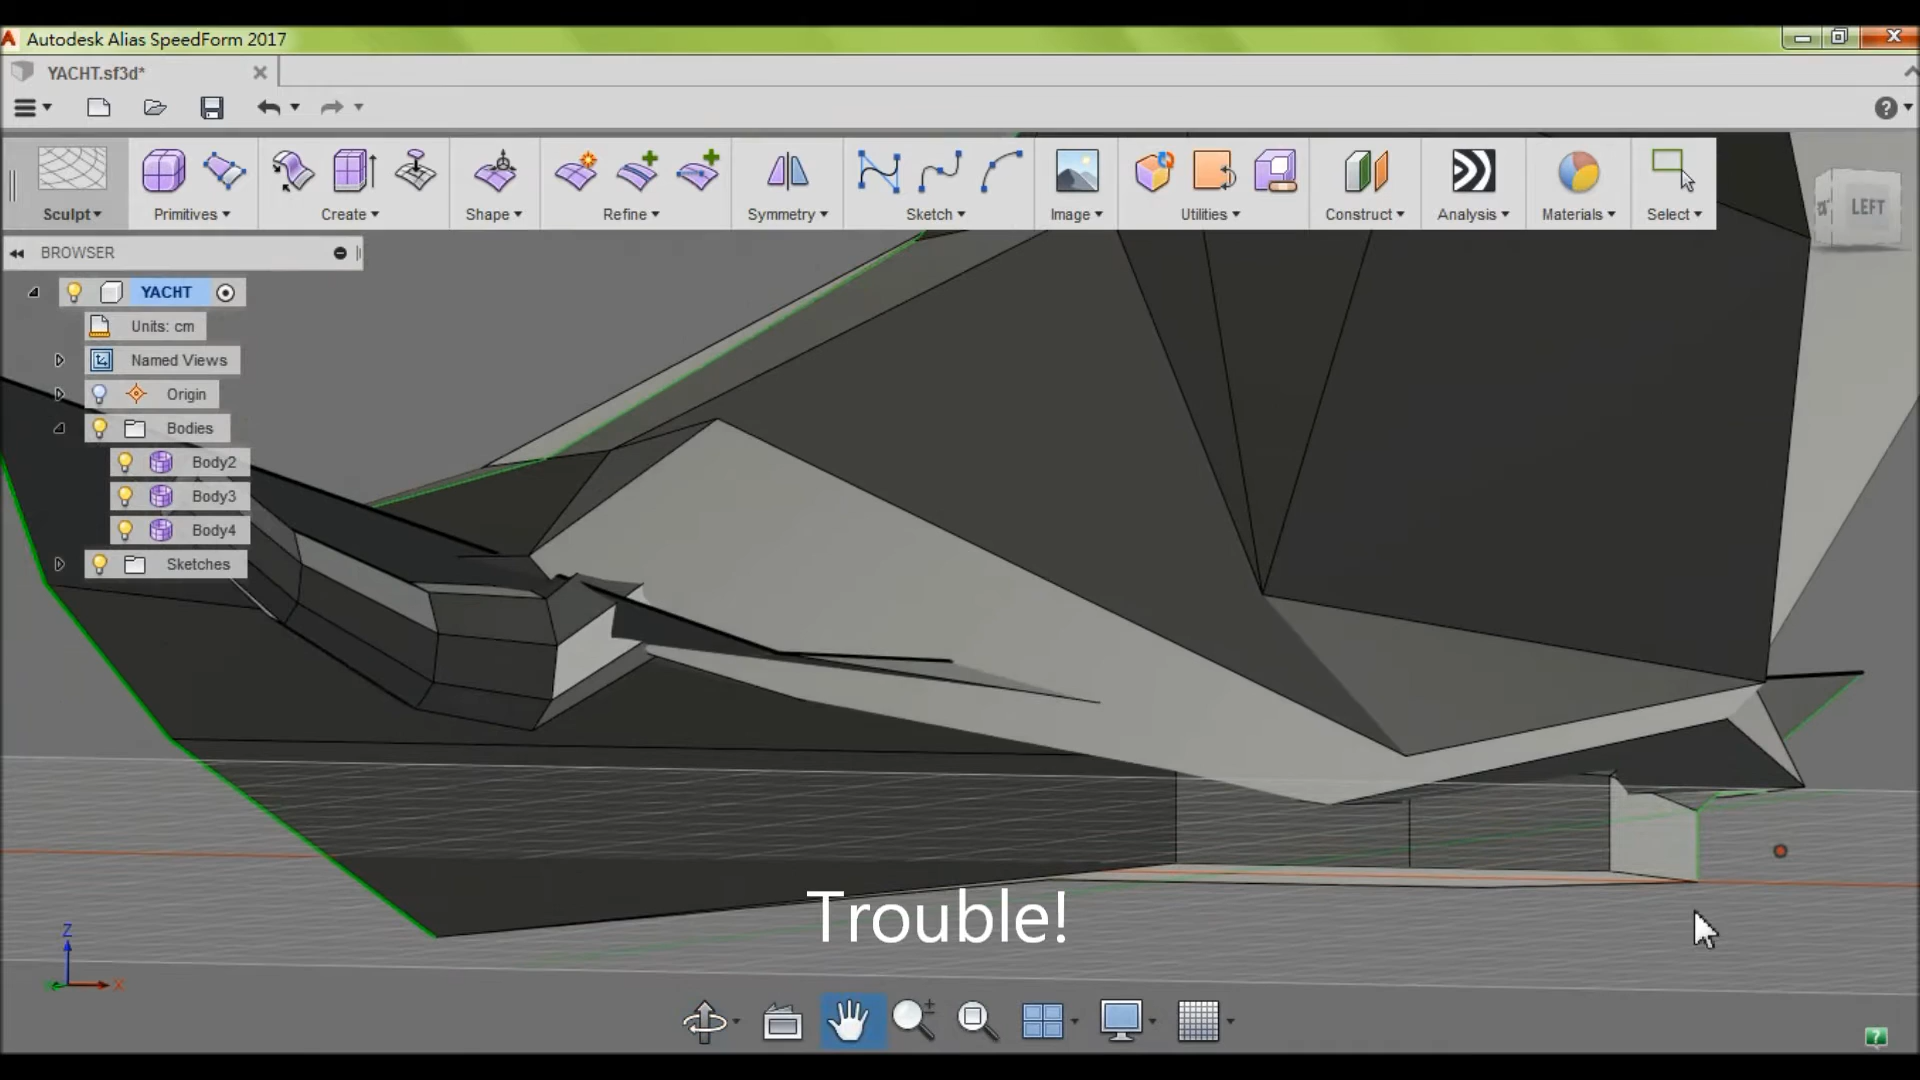 Autodesk Alias SpeedForm 2017
YACHT.sf3d*
Sculpt
Primitives
Create
Shape
Refine
Symmetry
Sketch
Image
Utilities
Construct
Analysis
Materials
Select
LEFT
BROWSER
YACHT
Units: cm
Named Views
Origin
Bodies
Body2
Body3
Body4
Sketches
Trouble!
Z
X